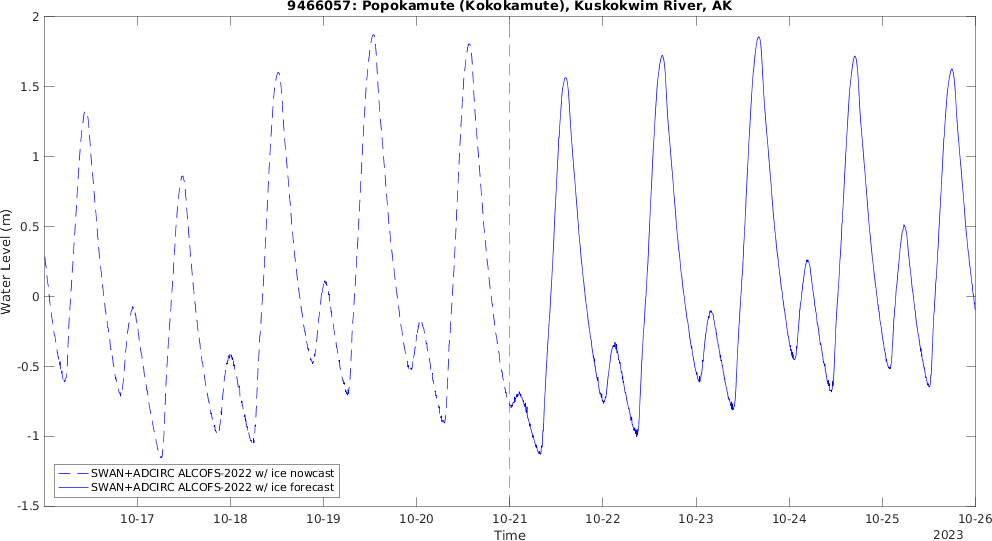 9466057: Popokamute (Kokokamute), Kuskokwim River, AK
Water Level (m)
2
1.5
1
0.5
0
-0.5
-1
-1.5
SWAN+ADCIRC ALCOFS-2022 w/ ice nowcast
SWAN+ADCIRC ALCOFS-2022 w/ ice forecast
10-17 10-18 10-19 10-20 10-21 10-22 10-23 10-24 10-25 10-26
Time
2023